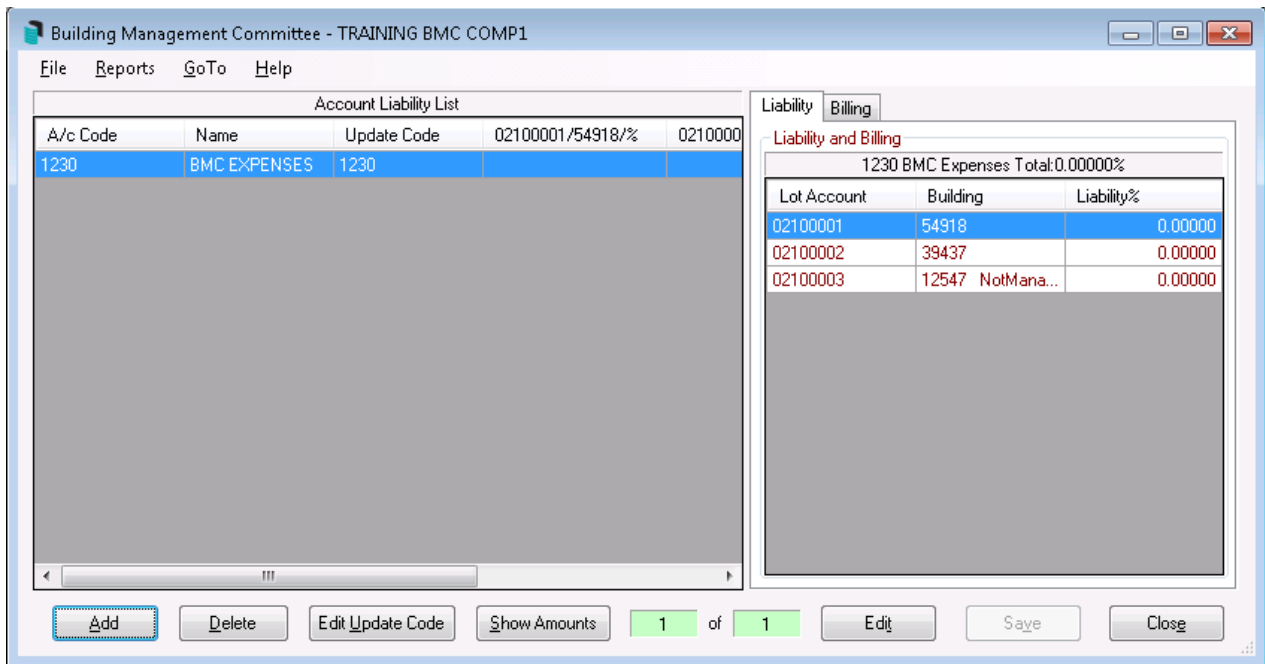 Building Management Committee - TRAINING BMC COMP1
File Reports GoTo Help
Account Liability List
A/c Code Name Update Code 02100001/54918/% 0210000
1230 BMC EXPENSES 1230
Liability Billing
Liability and Billing
1230 BMC Expenses Total:0.00000%
Lot Account Building Liability%
02100001 54918 0.00000
02100002 39437 0.00000
02100003 12547 NotMana... 0.00000
Add Delete Edit Update Code Show Amounts 1 of 1 Edit Save Close